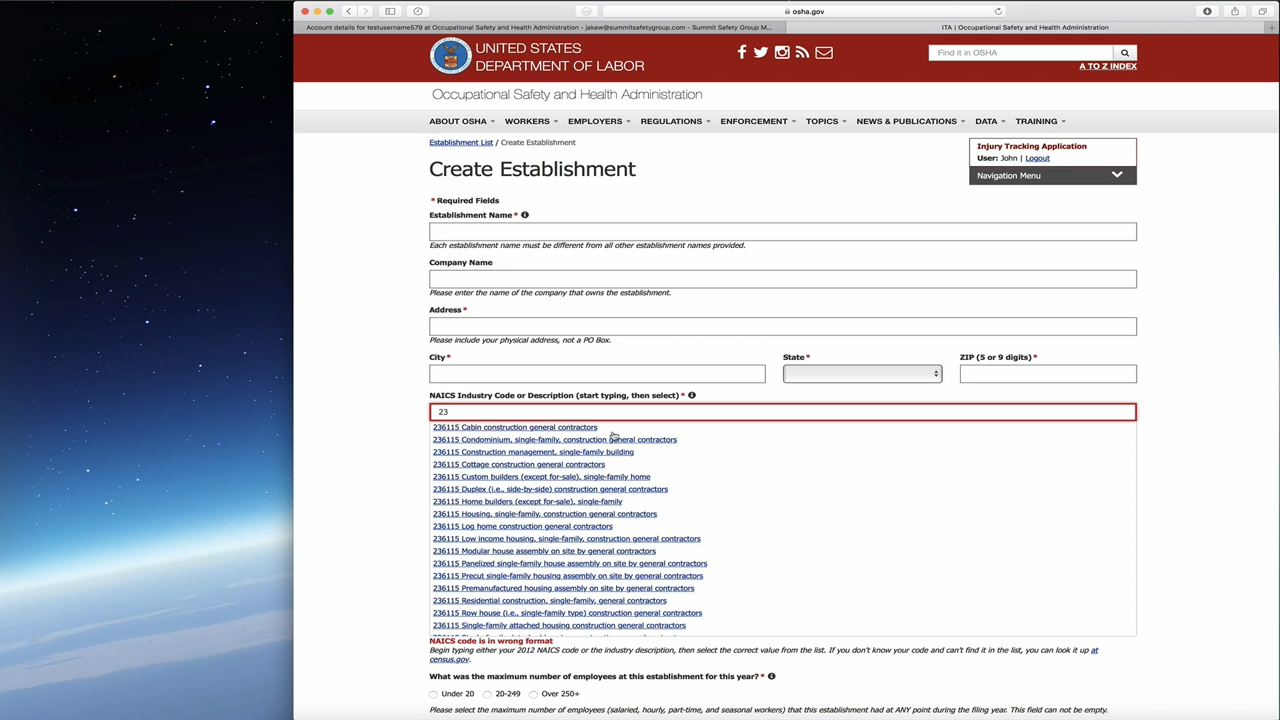 osha.gov
Account details for testusername579 at Occupational Safety and Health Administration - jakew@summitsafetygroup.com - Summit Safety Group M...
ITA | Occupational Safety and Health Administration
UNITED STATES
DEPARTMENT OF LABOR
Find it in OSHA
A TO Z INDEX
Occupational Safety and Health Administration
ABOUT OSHA WORKERS EMPLOYERS REGULATIONS ENFORCEMENT TOPICS NEWS & PUBLICATIONS DATA TRAINING
Establishment List / Create Establishment
Injury Tracking Application
User: John | Logout
Navigation Menu
Create Establishment
* Required Fields
Establishment Name *
Each establishment name must be different from all other establishment names provided.
Company Name
Please enter the name of the company that owns the establishment.
Address *
Please include your physical address, not a PO Box.
City * State * ZIP (5 or 9 digits) *
NAICS Industry Code or Description (start typing, then select) *
23
236115 Cabin construction general contractors
236115 Condominium, single-family, construction general contractors
236115 Construction management, single-family building
236115 Cottage construction general contractors
236115 Custom builders (except for-sale), single-family home
236115 Duplex (i.e., side-by-side) construction general contractors
236115 Home builders (except for-sale), single-family
236115 Housing, single-family, construction general contractors
236115 Log home construction general contractors
236115 Low income housing, single-family, construction general contractors
236115 Modular house assembly on site by general contractors
236115 Panelized single-family house assembly on site by general contractors
236115 Precut single-family housing assembly on site by general contractors
236115 Premanufactured housing assembly on site by general contractors
236115 Residential construction, single-family, general contractors
236115 Row house (i.e., single-family type) construction general contractors
236115 Single-family attached housing construction general contractors
NAICS code is in wrong format
Begin typing either your 2012 NAICS code or the industry description, then select the correct value from the list. If you don't know your code and can't find it in the list, you can look it up at
census.gov.
What was the maximum number of employees at this establishment for this year? *
Under 20 20-249 Over 250+
Please select the maximum number of employees (salaried, hourly, part-time, and seasonal workers) that this establishment had at ANY point during the filing year. This field can not be empty.